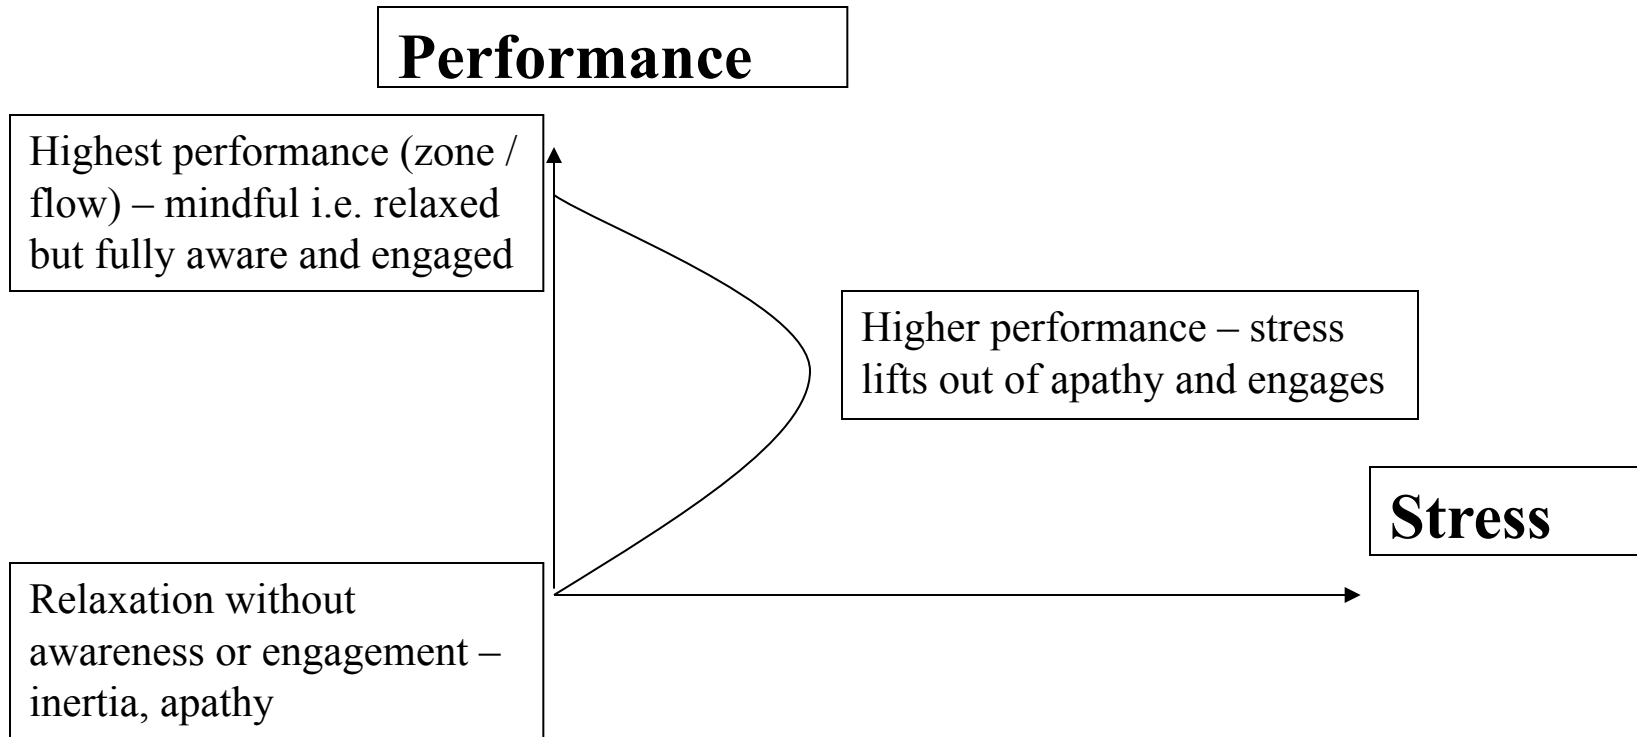 Performance
Highest performance (zone /
flow) – mindful i.e. relaxed
but fully aware and engaged
Higher performance – stress
lifts out of apathy and engages
Stress
Relaxation without
awareness or engagement –
inertia, apathy